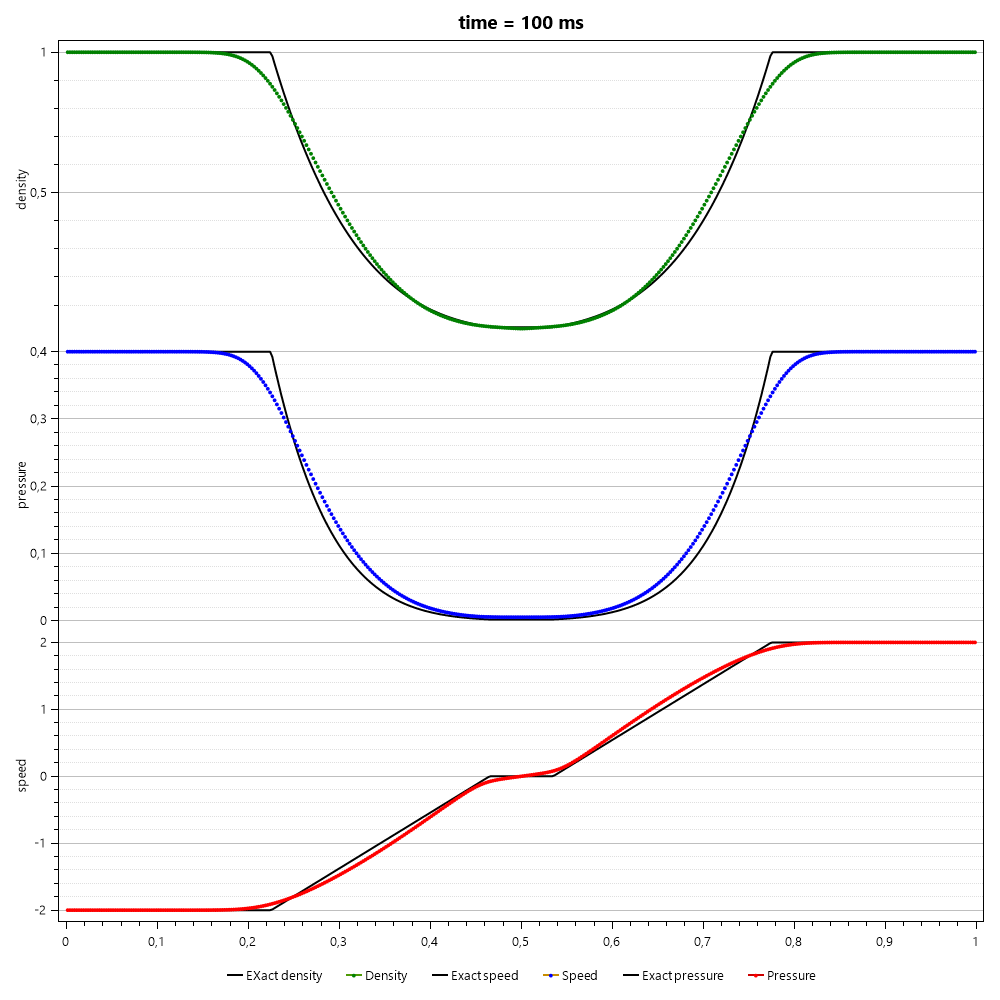 time = 100 ms
1
0,5
density
0,4
0,3
0,2
0,1
0
pressure
2
1
0
-1
-2
speed
0 0,1 0,2 0,3 0,4 0,5 0,6 0,7 0,8 0,9 1
EXact density Density Exact speed Speed Exact pressure Pressure